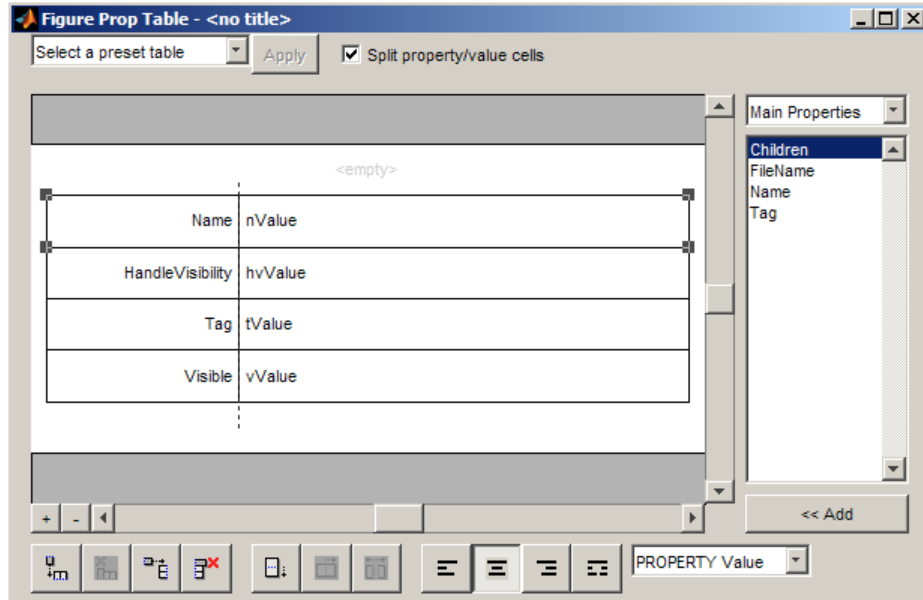 Figure Prop Table - <no title>
Select a preset table
Apply
Split property/value cells
Main Properties
Children
FileName
Name
Tag
<empty>
Name nValue
HandleVisibility hvValue
Tag tValue
Visible vValue
+ -
<< Add
PROPERTY Value